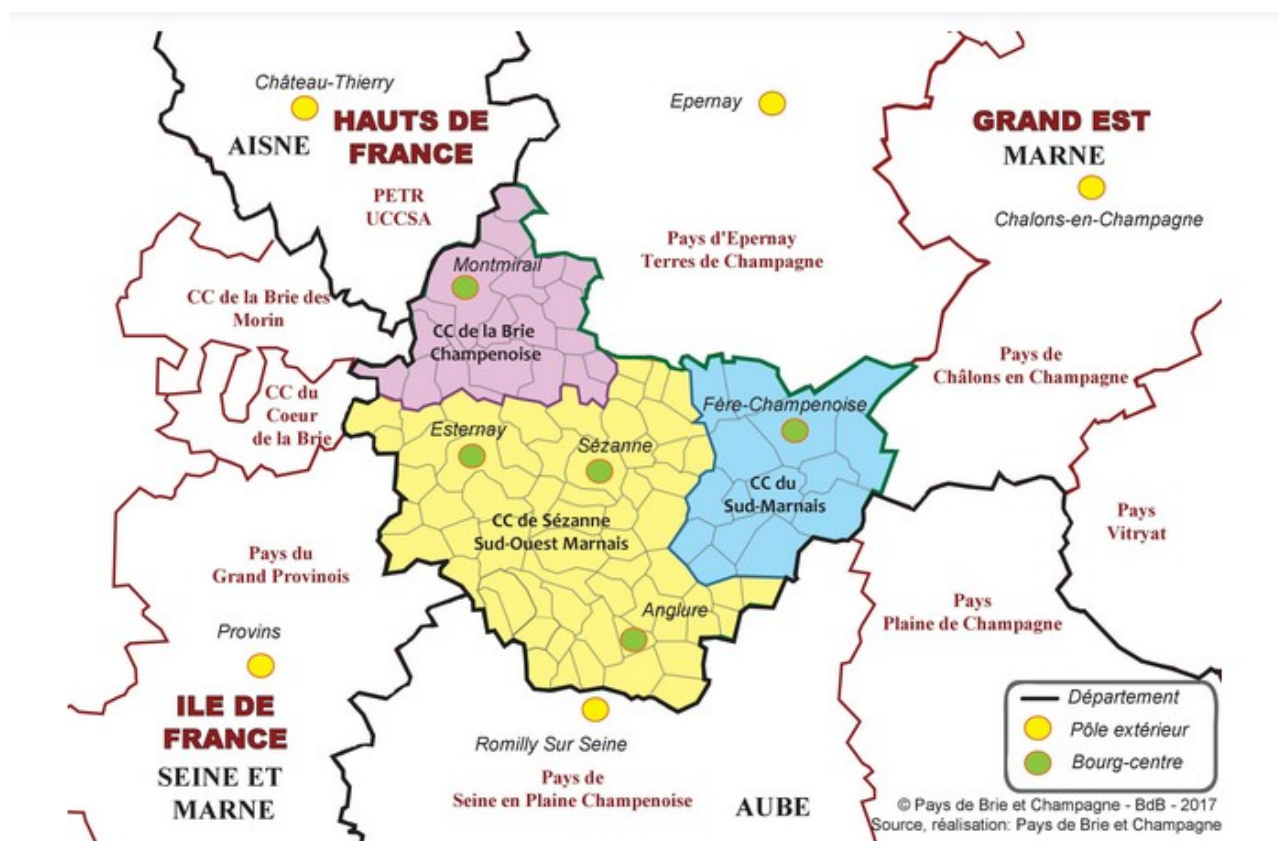 Château-Thierry
Epernay
HAUTS DE
FRANCE
AISNE
GRAND EST
MARNE
PETR
UCCSA
Chalons-en-Champagne
Pays d'Epernay
Terres de Champagne
Montmirail
CC de la Brie des
Morin
CC de la Brie
Champenoise
Pays de
Châlons en Champagne
CC du
Coeur
de la Brie
Fère-Champenoise
Esternay
Sézanne
CC du
Sud-Marnais
CC de Sézanne
Sud-Ouest Marnais
Pays
Vitryat
Pays du
Grand Provinois
Anglure
Pays
Plaine de Champagne
Provins
ILE DE
FRANCE
SEINE ET
MARNE
Romilly Sur Seine
Pays de
Seine en Plaine Champenoise
AUBE
Département
Pôle extérieur
Bourg-centre
© Pays de Brie et Champagne - BdB - 2017
Source, réalisation: Pays de Brie et Champagne